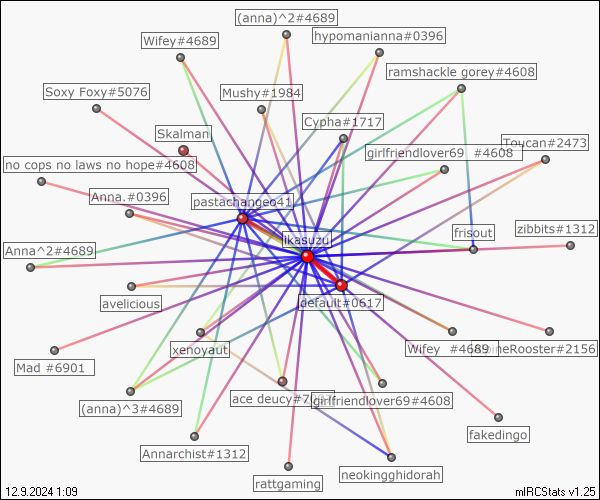 (anna)^2#4689
hypomanianna#0396
Wifey#4689
ramshackle gorey#4608
Soxy Foxy#5076
Mushy#1984
Cypha#1717
Skalman
Toucan#2473
girlfriendlover69 #4608
no cops no laws no hope#4608
Anna.#0396
pastachangeo41
frisout
zibbits#1312
ikasuzu
Anna^2#4689
avelicious
default#0617
xenoyaut
Wifey #4689
#2156
Mad #6901
ace deucy#7
girlfriendlover69#4608
(anna)^3#4689
fakedingo
Annarchist#1312
neokingghidorah
rattgaming
12.9.2024 1:09
mIRCStats v1.25